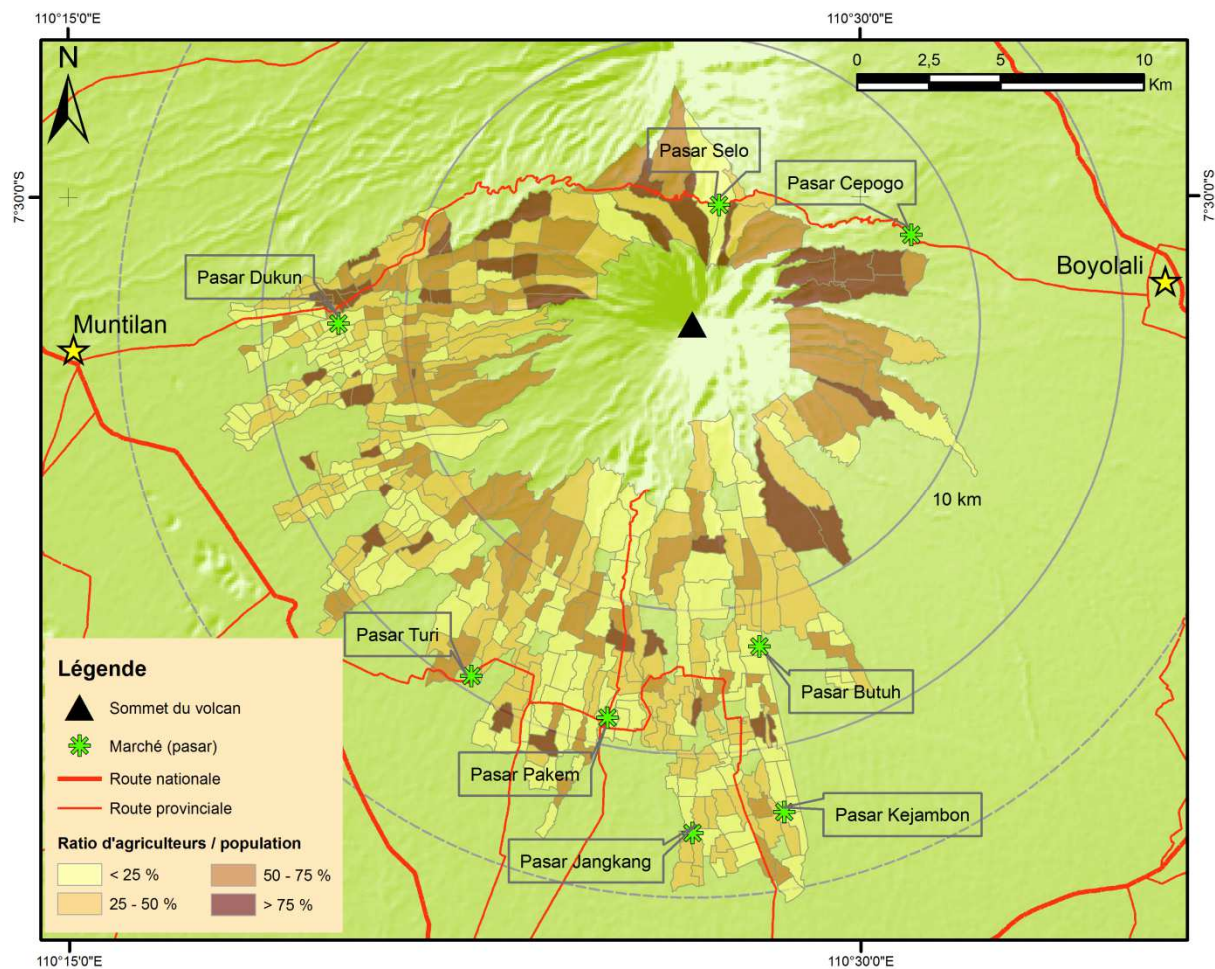 110°15'0"E
110°30'0"E
N
0
2,5
5
10
Km
Pasar Selo
Pasar Cepogo
7°30'0"S
7°30'0"S
Pasar Dukun
Boyolali
Muntilan
10 km
Pasar Turi
Pasar Butuh
Pasar Pakem
Pasar Kejambon
Pasar Jangkang
Légende
Sommet du volcan
Marché (pasar)
Route nationale
Route provinciale
Ratio d'agriculteurs / population
< 25 %
50 - 75 %
25 - 50 %
> 75 %
110°15'0"E
110°30'0"E